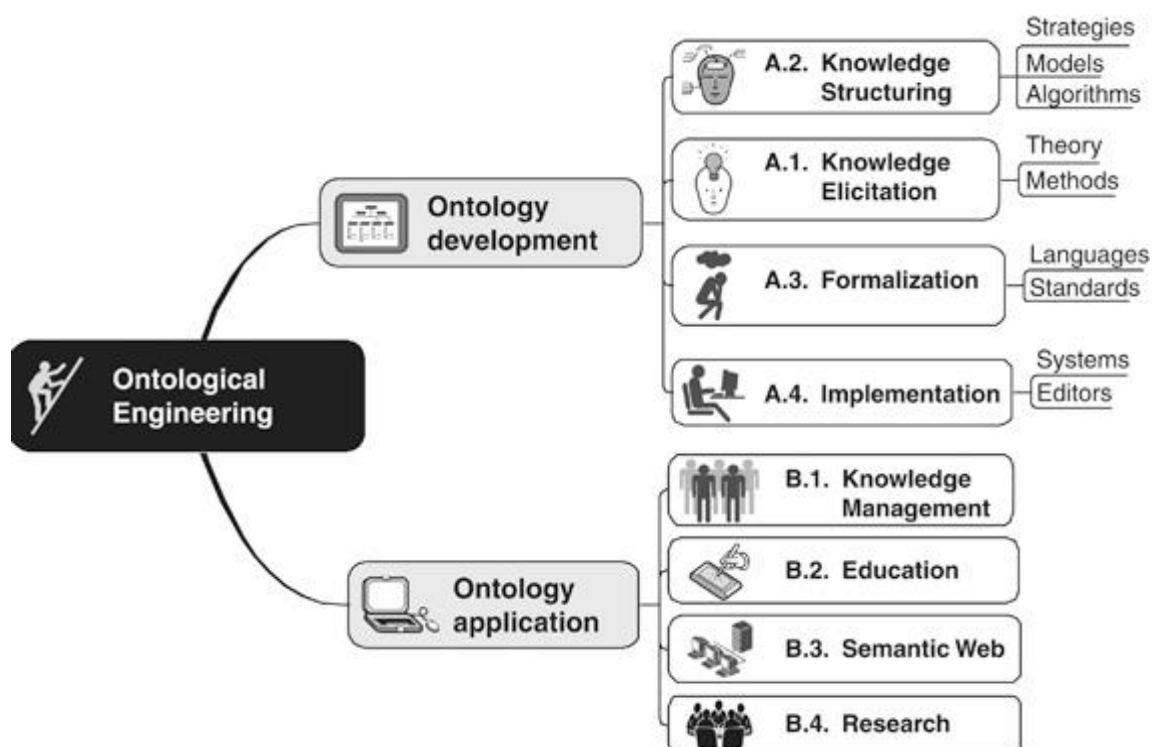 Ontological
Engineering
Ontology
development
A.2. Knowledge
Structuring
Strategies
Models
Algorithms
A.1. Knowledge
Elicitation
Theory
Methods
A.3. Formalization
Languages
Standards
A.4. Implementation
Systems
Editors
Ontology
application
B.1. Knowledge
Management
B.2. Education
B.3. Semantic Web
B.4. Research